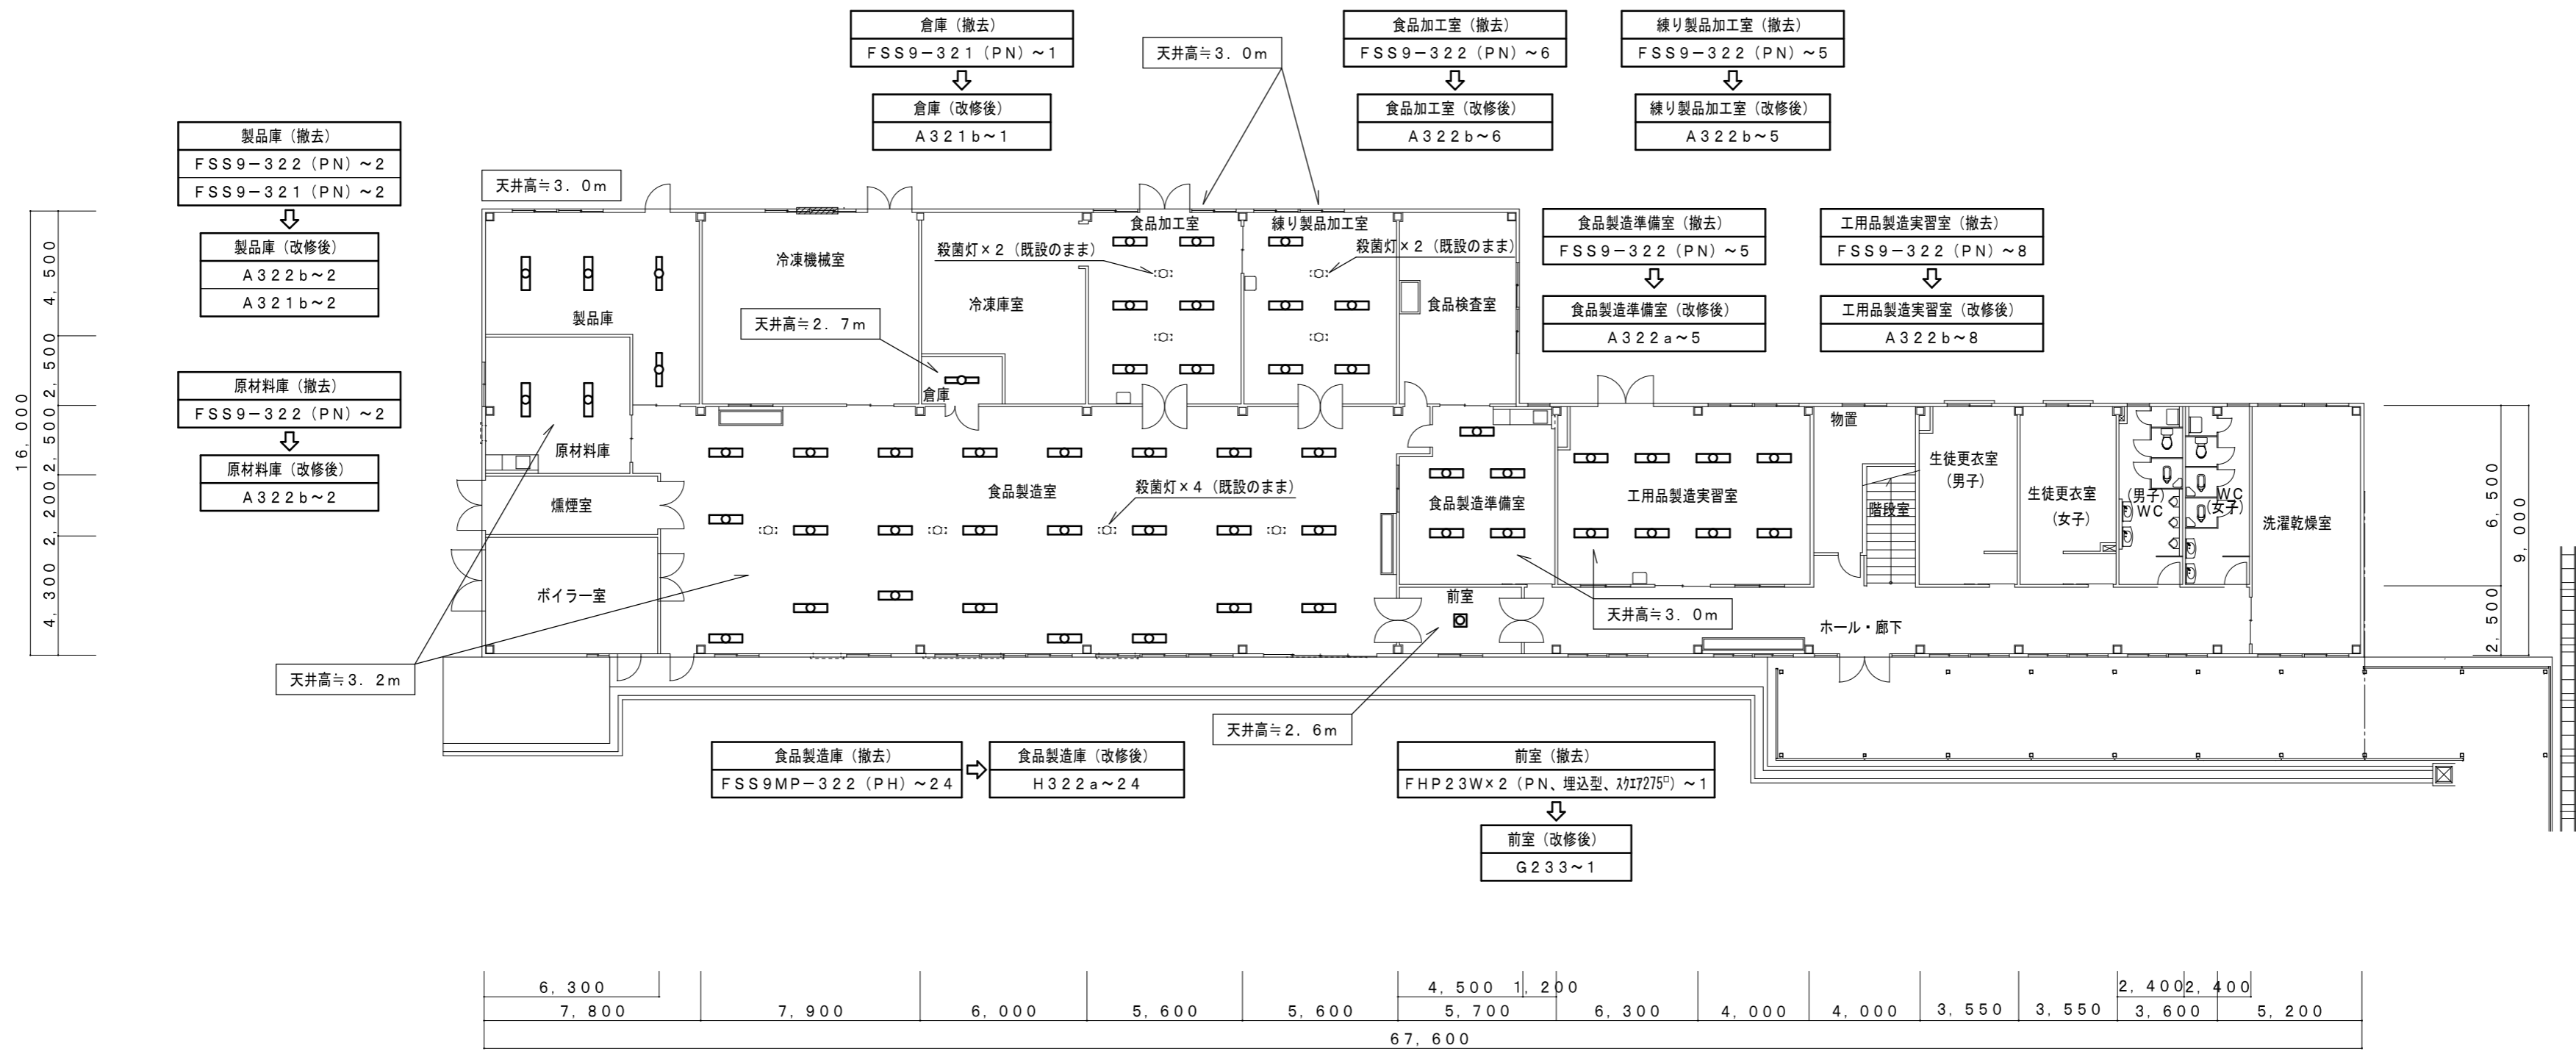 倉庫（撤去）
FSS9－321（PN）～1
倉庫（改修後）
A321b～1
天井高≒3．0m
食品加工室（撤去）
FSS9－322（PN）～6
食品加工室（改修後）
A322b～6
練り製品加工室（撤去）
FSS9－322（PN）～5
練り製品加工室（改修後）
A322b～5
製品庫（撤去）
FSS9－322（PN）～2
FSS9－321（PN）～2
製品庫（改修後）
A322b～2
A321b～2
原材料庫（撤去）
FSS9－322（PN）～2
原材料庫（改修後）
A322b～2
天井高≒3．0m
食品製造準備室（撤去）
FSS9－322（PN）～5
食品製造準備室（改修後）
A322a～5
工用品製造実習室（撤去）
FSS9－322（PN）～8
工用品製造実習室（改修後）
A322b～8
16,000
4,500
2,500
2,500
2,200
4,300
製品庫
冷凍機械室
天井高≒2．7m
冷凍庫室
倉庫
食品加工室
殺菌灯×2（既設のまま）
練り製品加工室
殺菌灯×2（既設のまま）
食品検査室
原材料庫
燻煙室
ボイラー室
食品製造室
殺菌灯×4（既設のまま）
食品製造準備室
工用品製造実習室
物置
階段室
生徒更衣室
（男子）
生徒更衣室
（女子）
（男子）
WC
WC
（女子）
洗濯乾燥室
前室
天井高≒3．0m
ホール・廊下
6,500
2,500
9,000
天井高≒3．2m
天井高≒2．6m
食品製造庫（撤去）
FSS9MP－322（PH）～24
食品製造庫（改修後）
H322a～24
前室（撤去）
FHP23W×2（PN、埋込型、ｽｸｴｱ275□）～1
前室（改修後）
G233～1
6,300
4,500
1,200
2,400
2,400
7,800
7,900
6,000
5,600
5,600
5,700
6,300
4,000
4,000
3,550
3,550
3,600
5,200
67,600